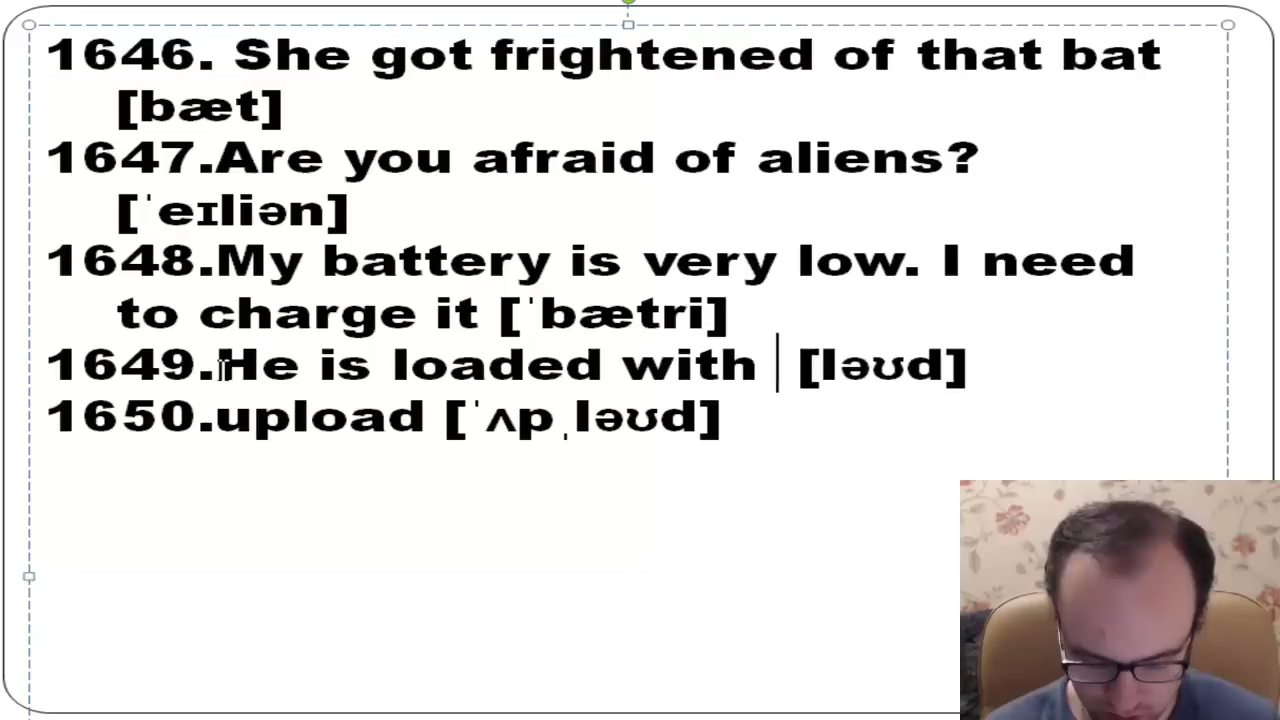 1646. She got frightened of that bat
[bæt]
1647.Are you afraid of aliens?
[ˈeɪliən]
1648.My battery is very low. I need
to charge it [ˈbætri]
1649.He is loaded with [ləʊd]
1650.upload [ˈʌpˌləʊd]